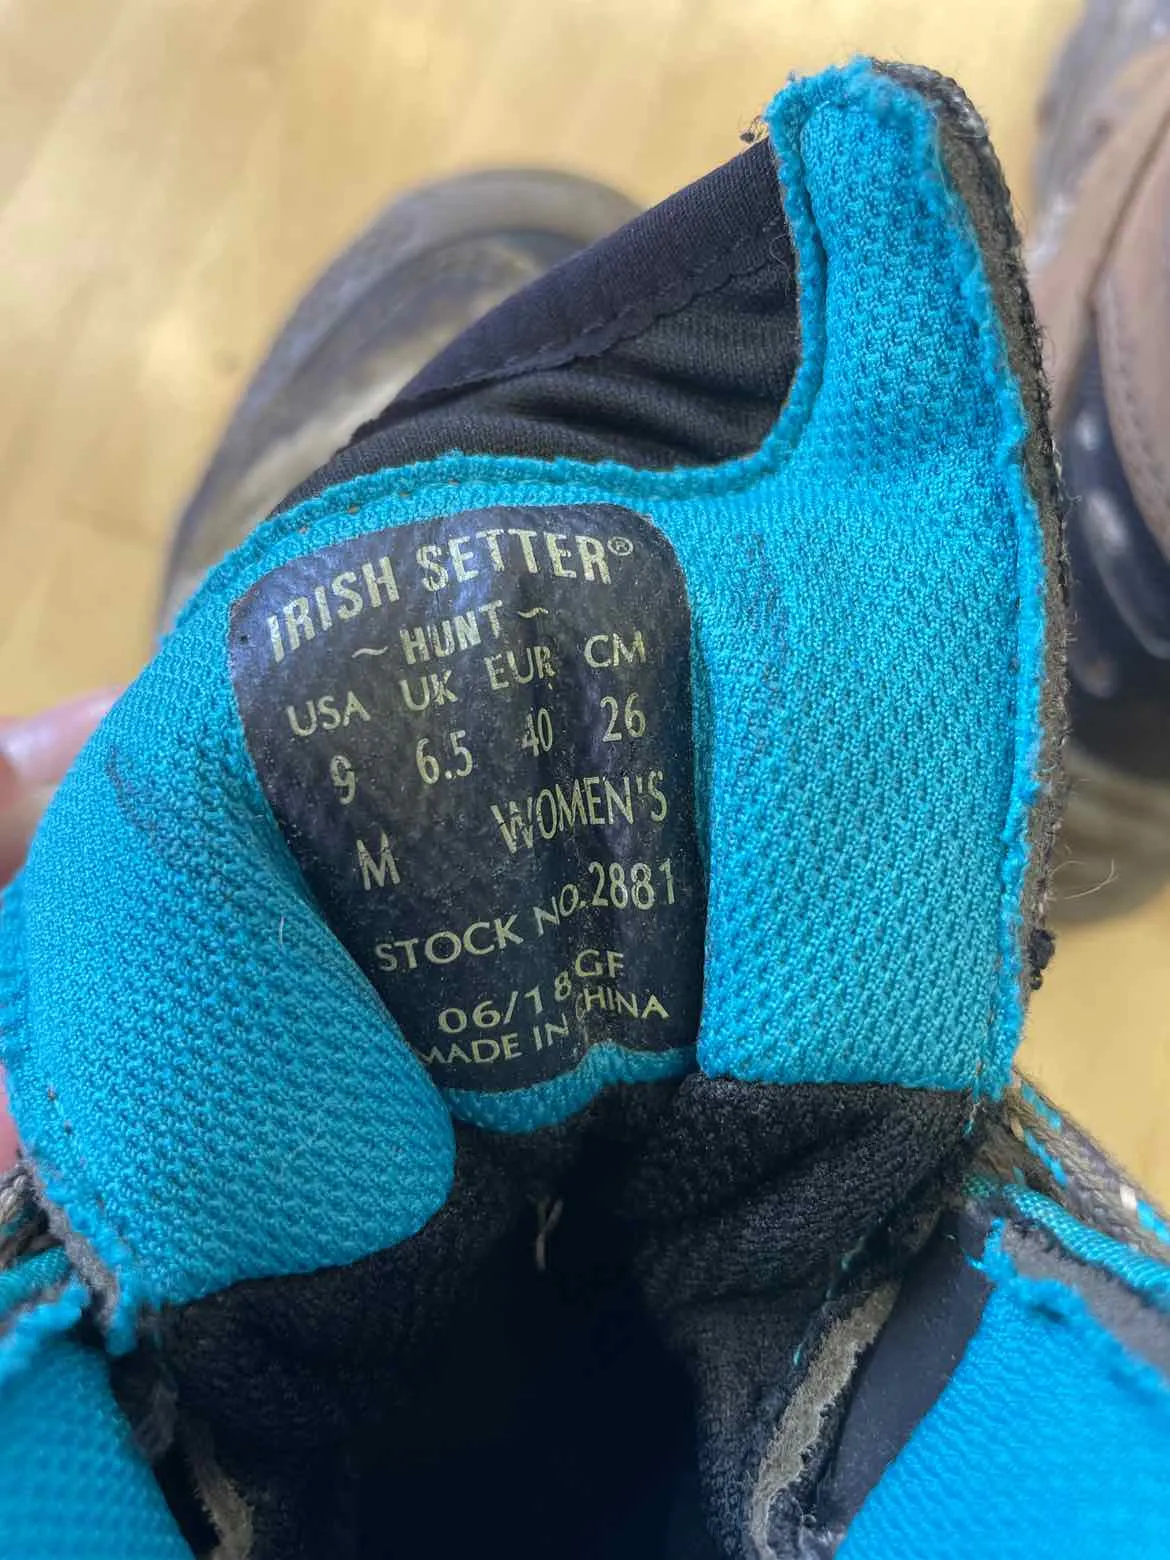 IRISH SETTER®
~ HUNT ~
USA UK EUR CM
9 6.5 40 26
M WOMEN'S
STOCK NO. 2881
06/18 GF
MADE IN CHINA